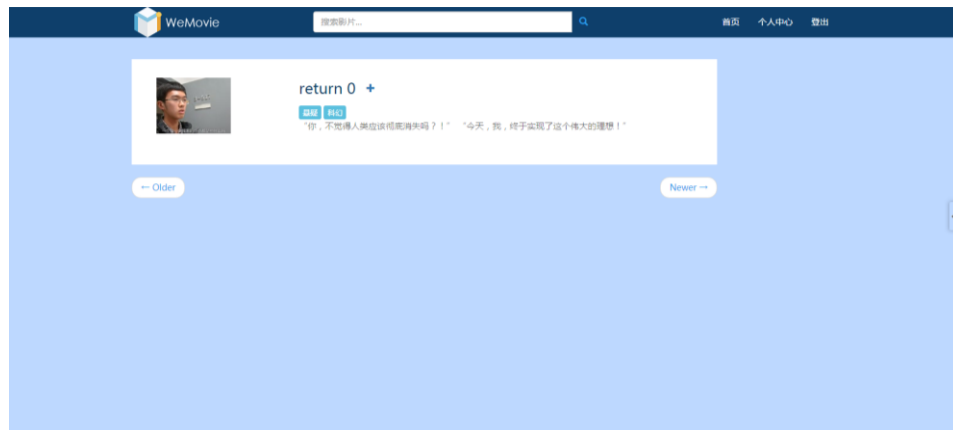 WeMovie
搜索影片...
首页 个人中心 登出
return 0 +
悬疑 科幻
“你，不觉得人类应该彻底消失吗？！” “今天，我，终于实现了这个伟大的理想！”
← Older
Newer →